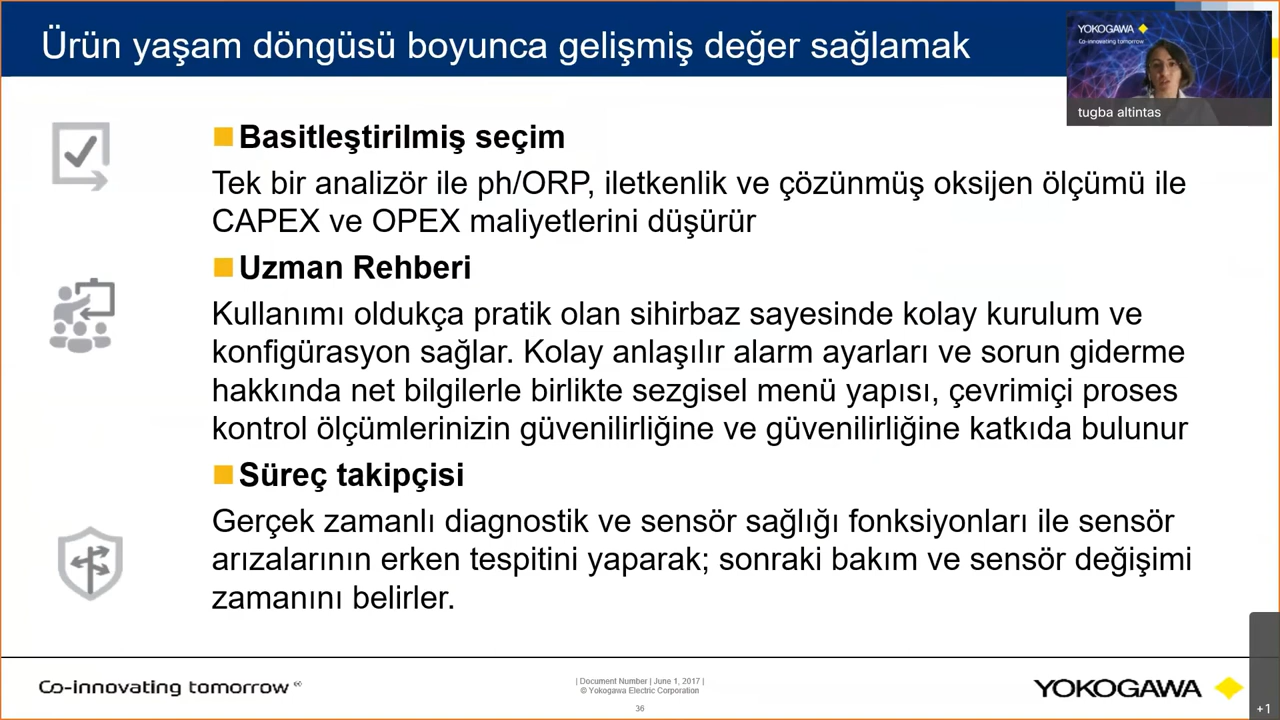 Ürün yaşam döngüsü boyunca gelişmiş değer sağlamak
YOKOGAWA
Co-innovating tomorrow
tugba altintas
Basitleştirilmiş seçim
Tek bir analizör ile ph/ORP, iletkenlik ve çözünmüş oksijen ölçümü ile
CAPEX ve OPEX maliyetlerini düşürür
Uzman Rehberi
Kullanımı oldukça pratik olan sihirbaz sayesinde kolay kurulum ve
konfigürasyon sağlar. Kolay anlaşılır alarm ayarları ve sorun giderme
hakkında net bilgilerle birlikte sezgisel menü yapısı, çevrimiçi proses
kontrol ölçümlerinizin güvenilirliğine ve güvenilirliğine katkıda bulunur
Süreç takipçisi
Gerçek zamanlı diagnostik ve sensör sağlığı fonksiyonları ile sensör
arızalarının erken tespitini yaparak; sonraki bakım ve sensör değişimi
zamanını belirler.
Co-innovating tomorrow
| Document Number | June 1, 2017 |
© Yokogawa Electric Corporation
36
YOKOGAWA
+1